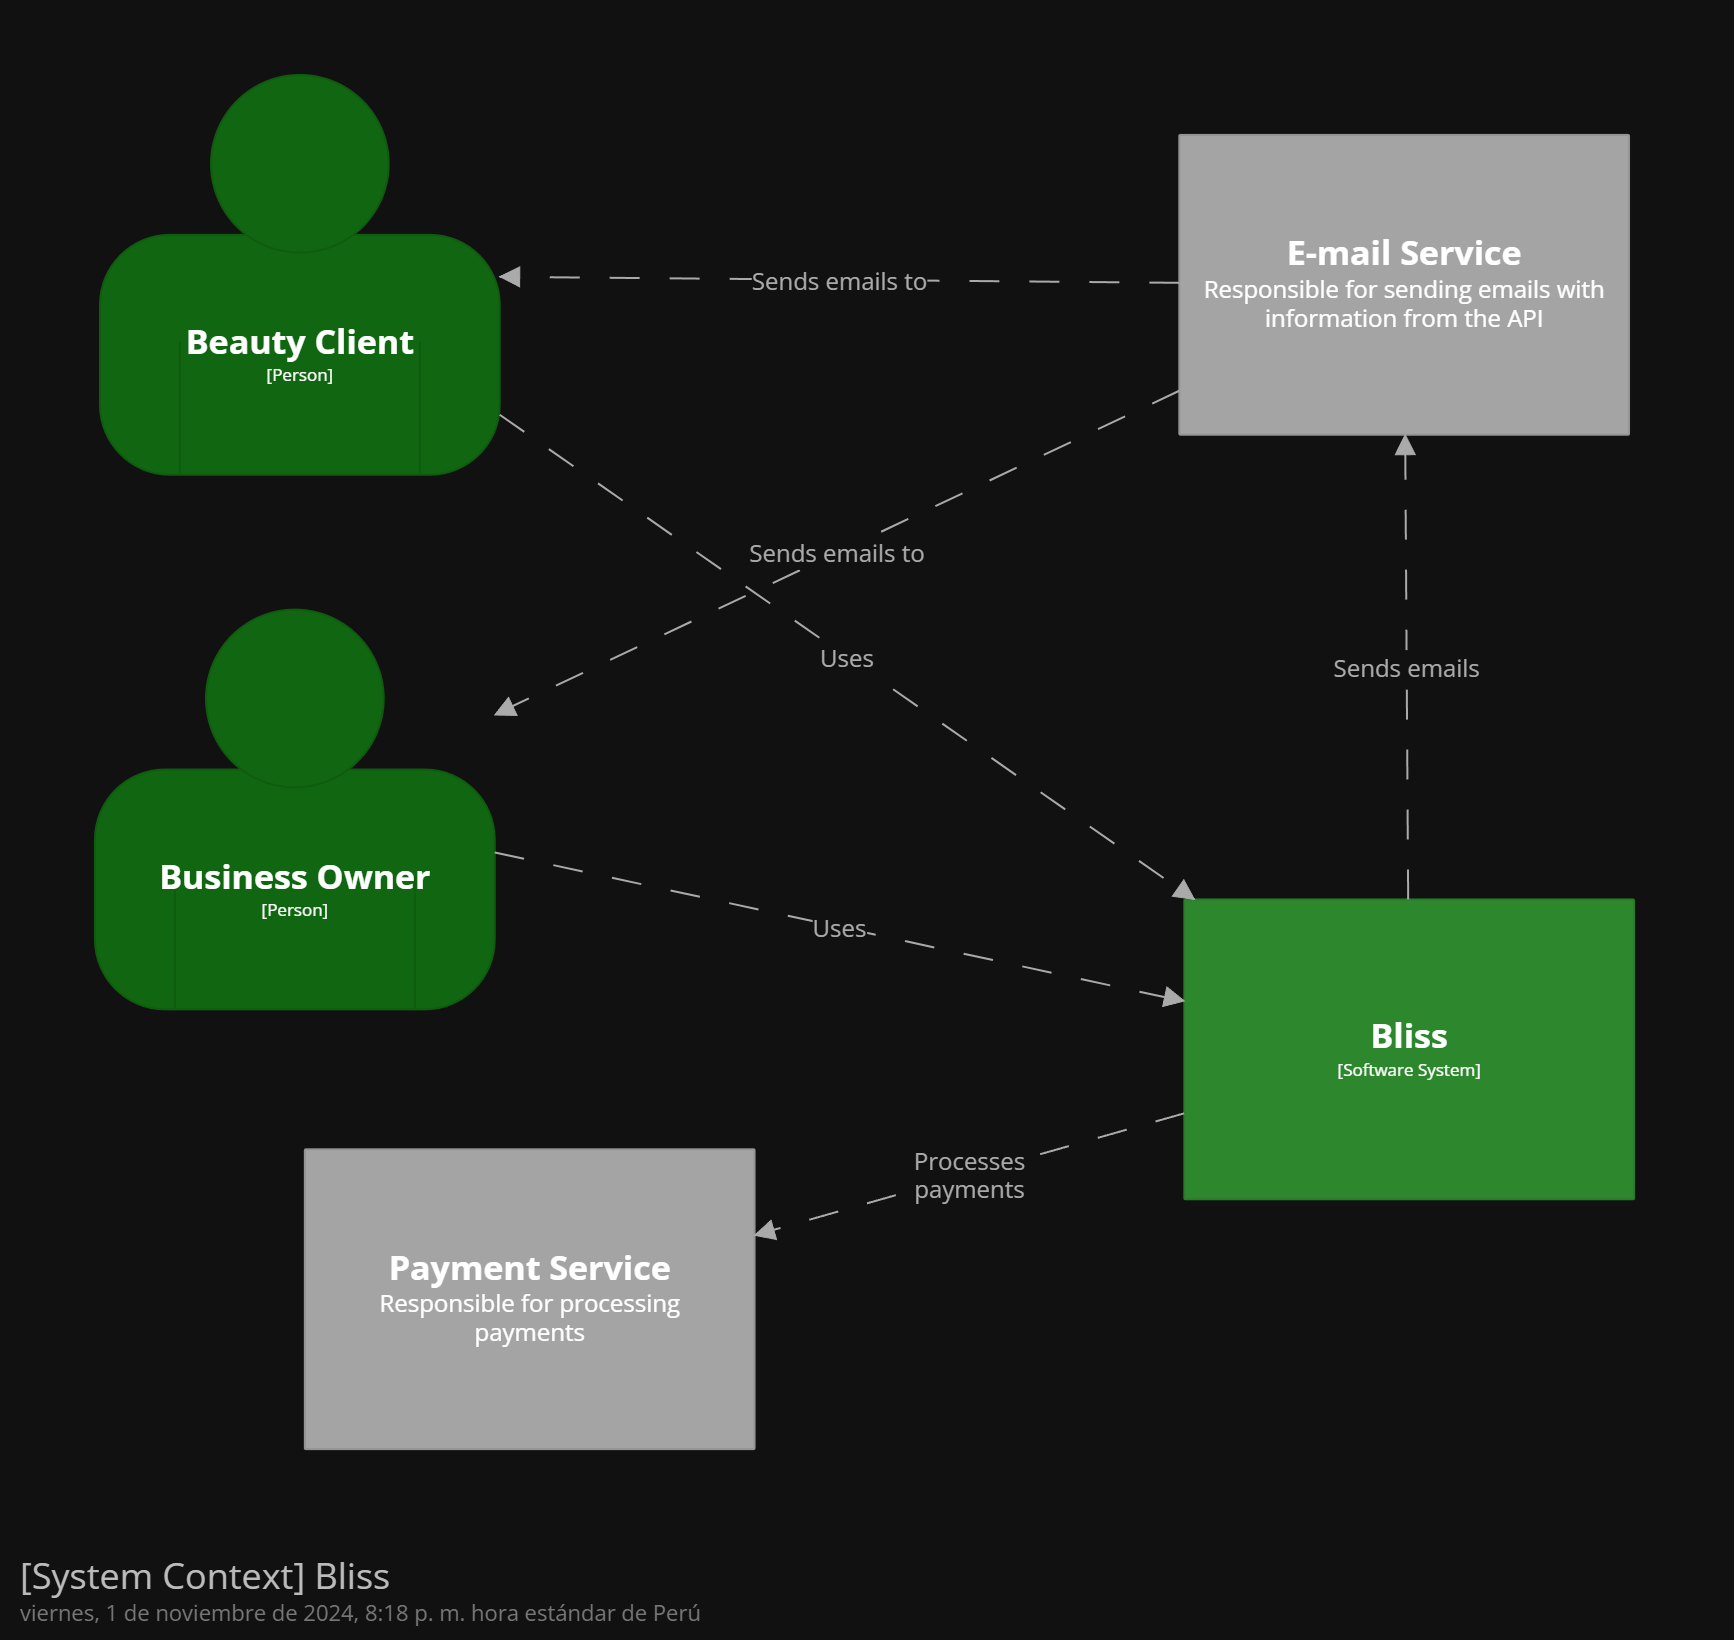 Beauty Client
[Person]
Sends emails to
E-mail Service
Responsible for sending emails with
information from the API
Sends emails to
Uses
Sends emails
Business Owner
[Person]
Uses
Bliss
[Software System]
Processes
payments
Payment Service
Responsible for processing
payments
[System Context] Bliss
viernes, 1 de noviembre de 2024, 8:18 p. m. hora estándar de Perú